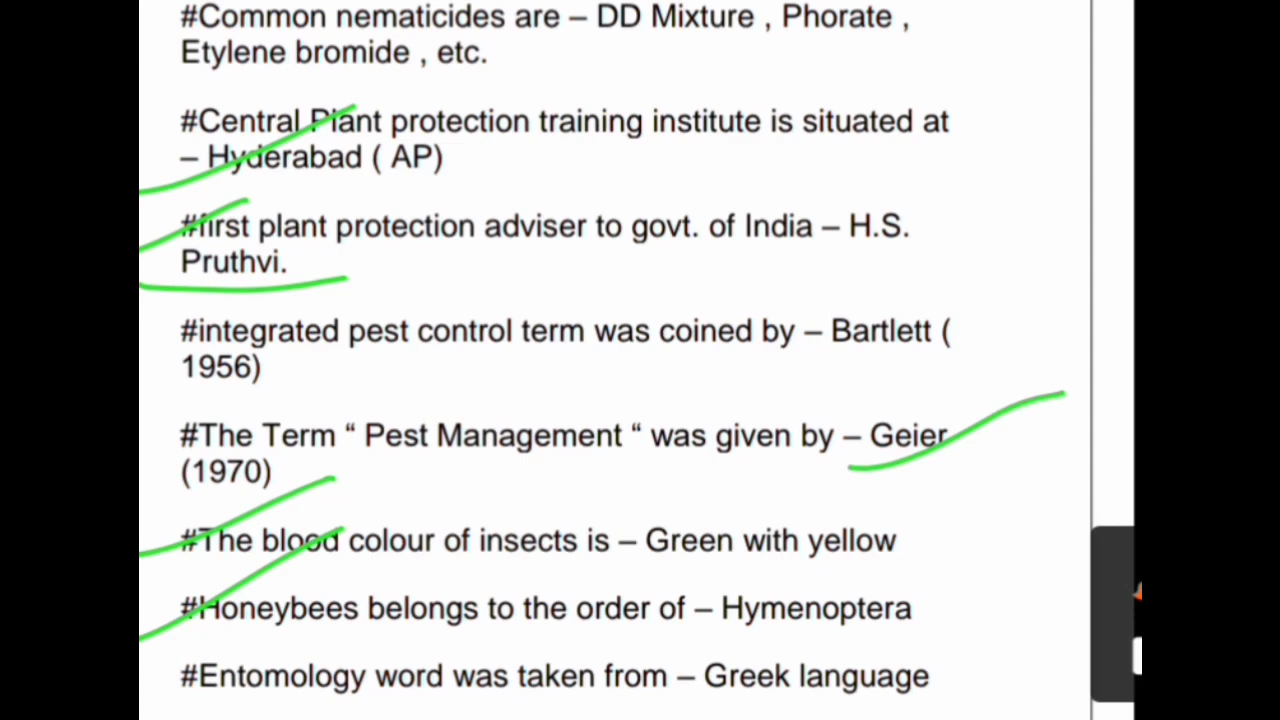 #Common nematicides are – DD Mixture , Phorate ,
Etylene bromide , etc.
#Central Plant protection training institute is situated at
– Hyderabad ( AP)
#first plant protection adviser to govt. of India – H.S.
Pruthvi.
#integrated pest control term was coined by – Bartlett (
1956)
#The Term “ Pest Management “ was given by – Geier
(1970)
#The blood colour of insects is – Green with yellow
#Honeybees belongs to the order of – Hymenoptera
#Entomology word was taken from – Greek language